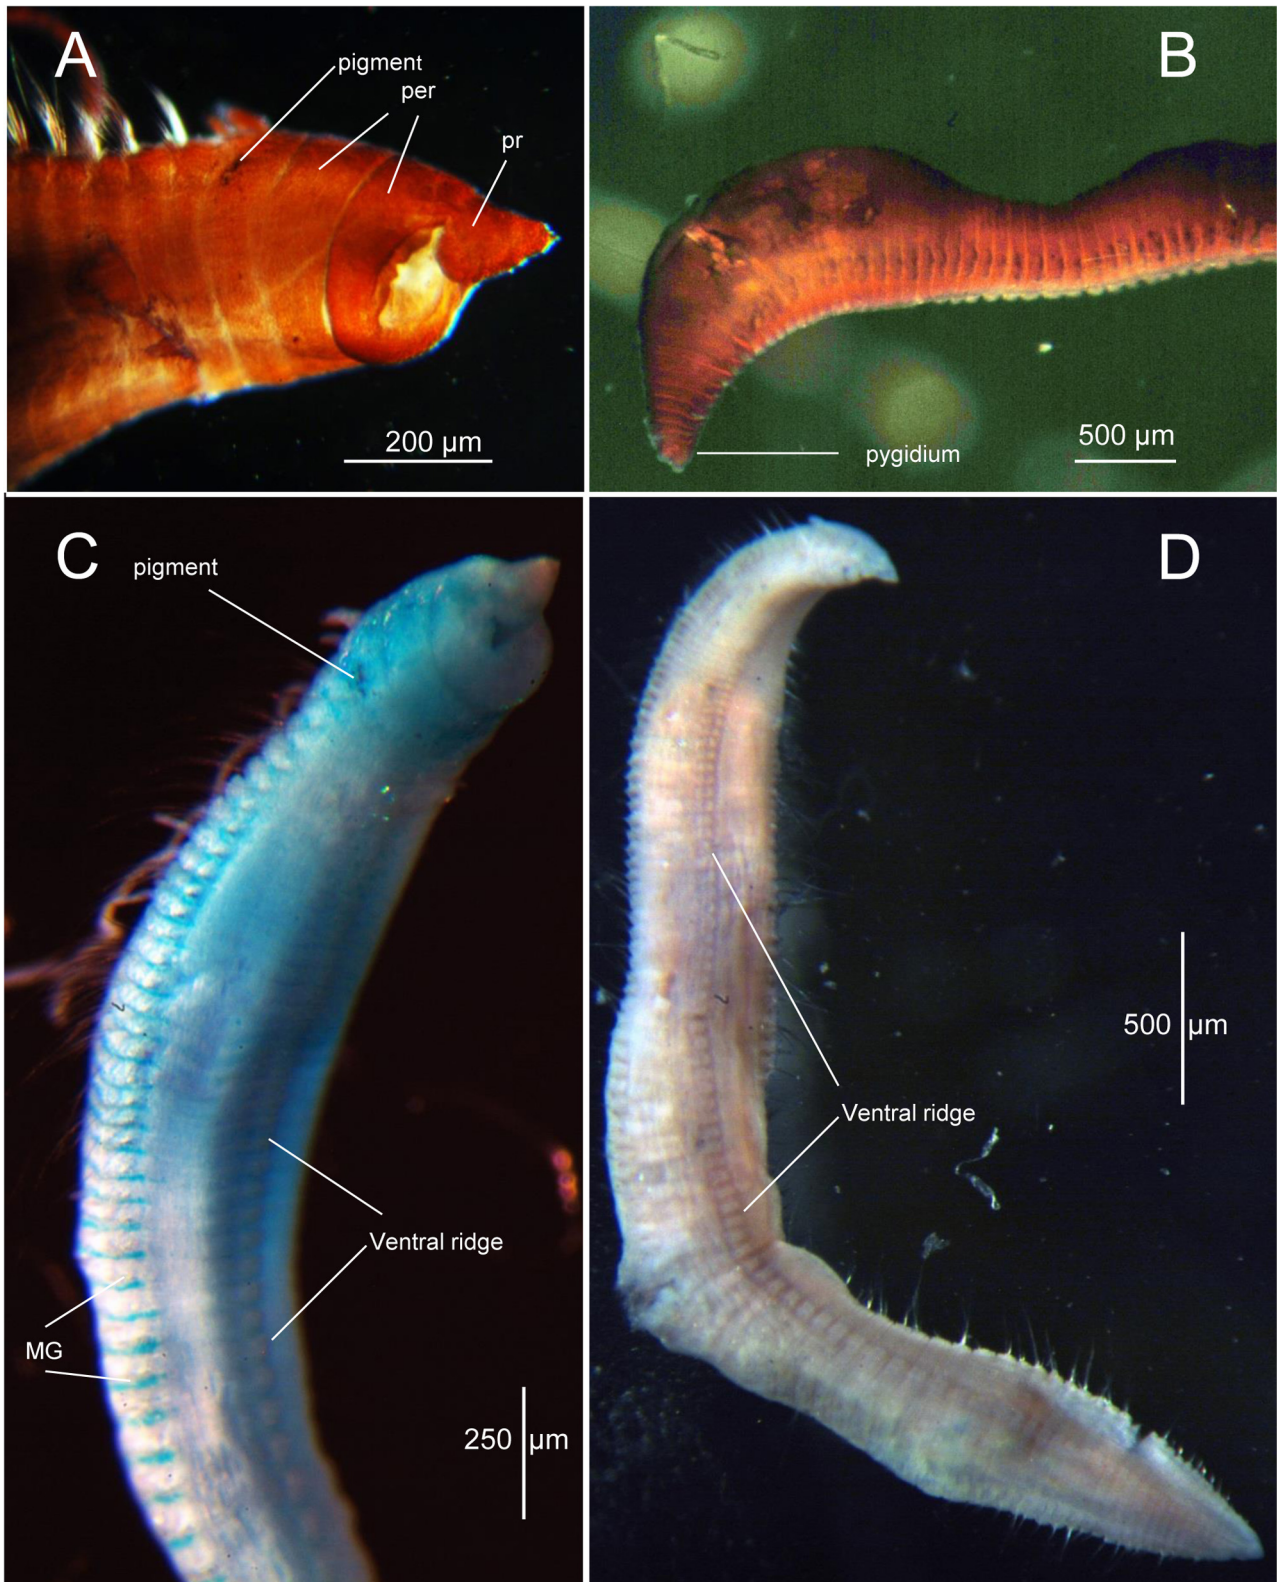 A
pigment
per
pr
200 µm
B
pygidium
500 µm
C
pigment
Ventral ridge
MG
250 µm
D
Ventral ridge
500 µm